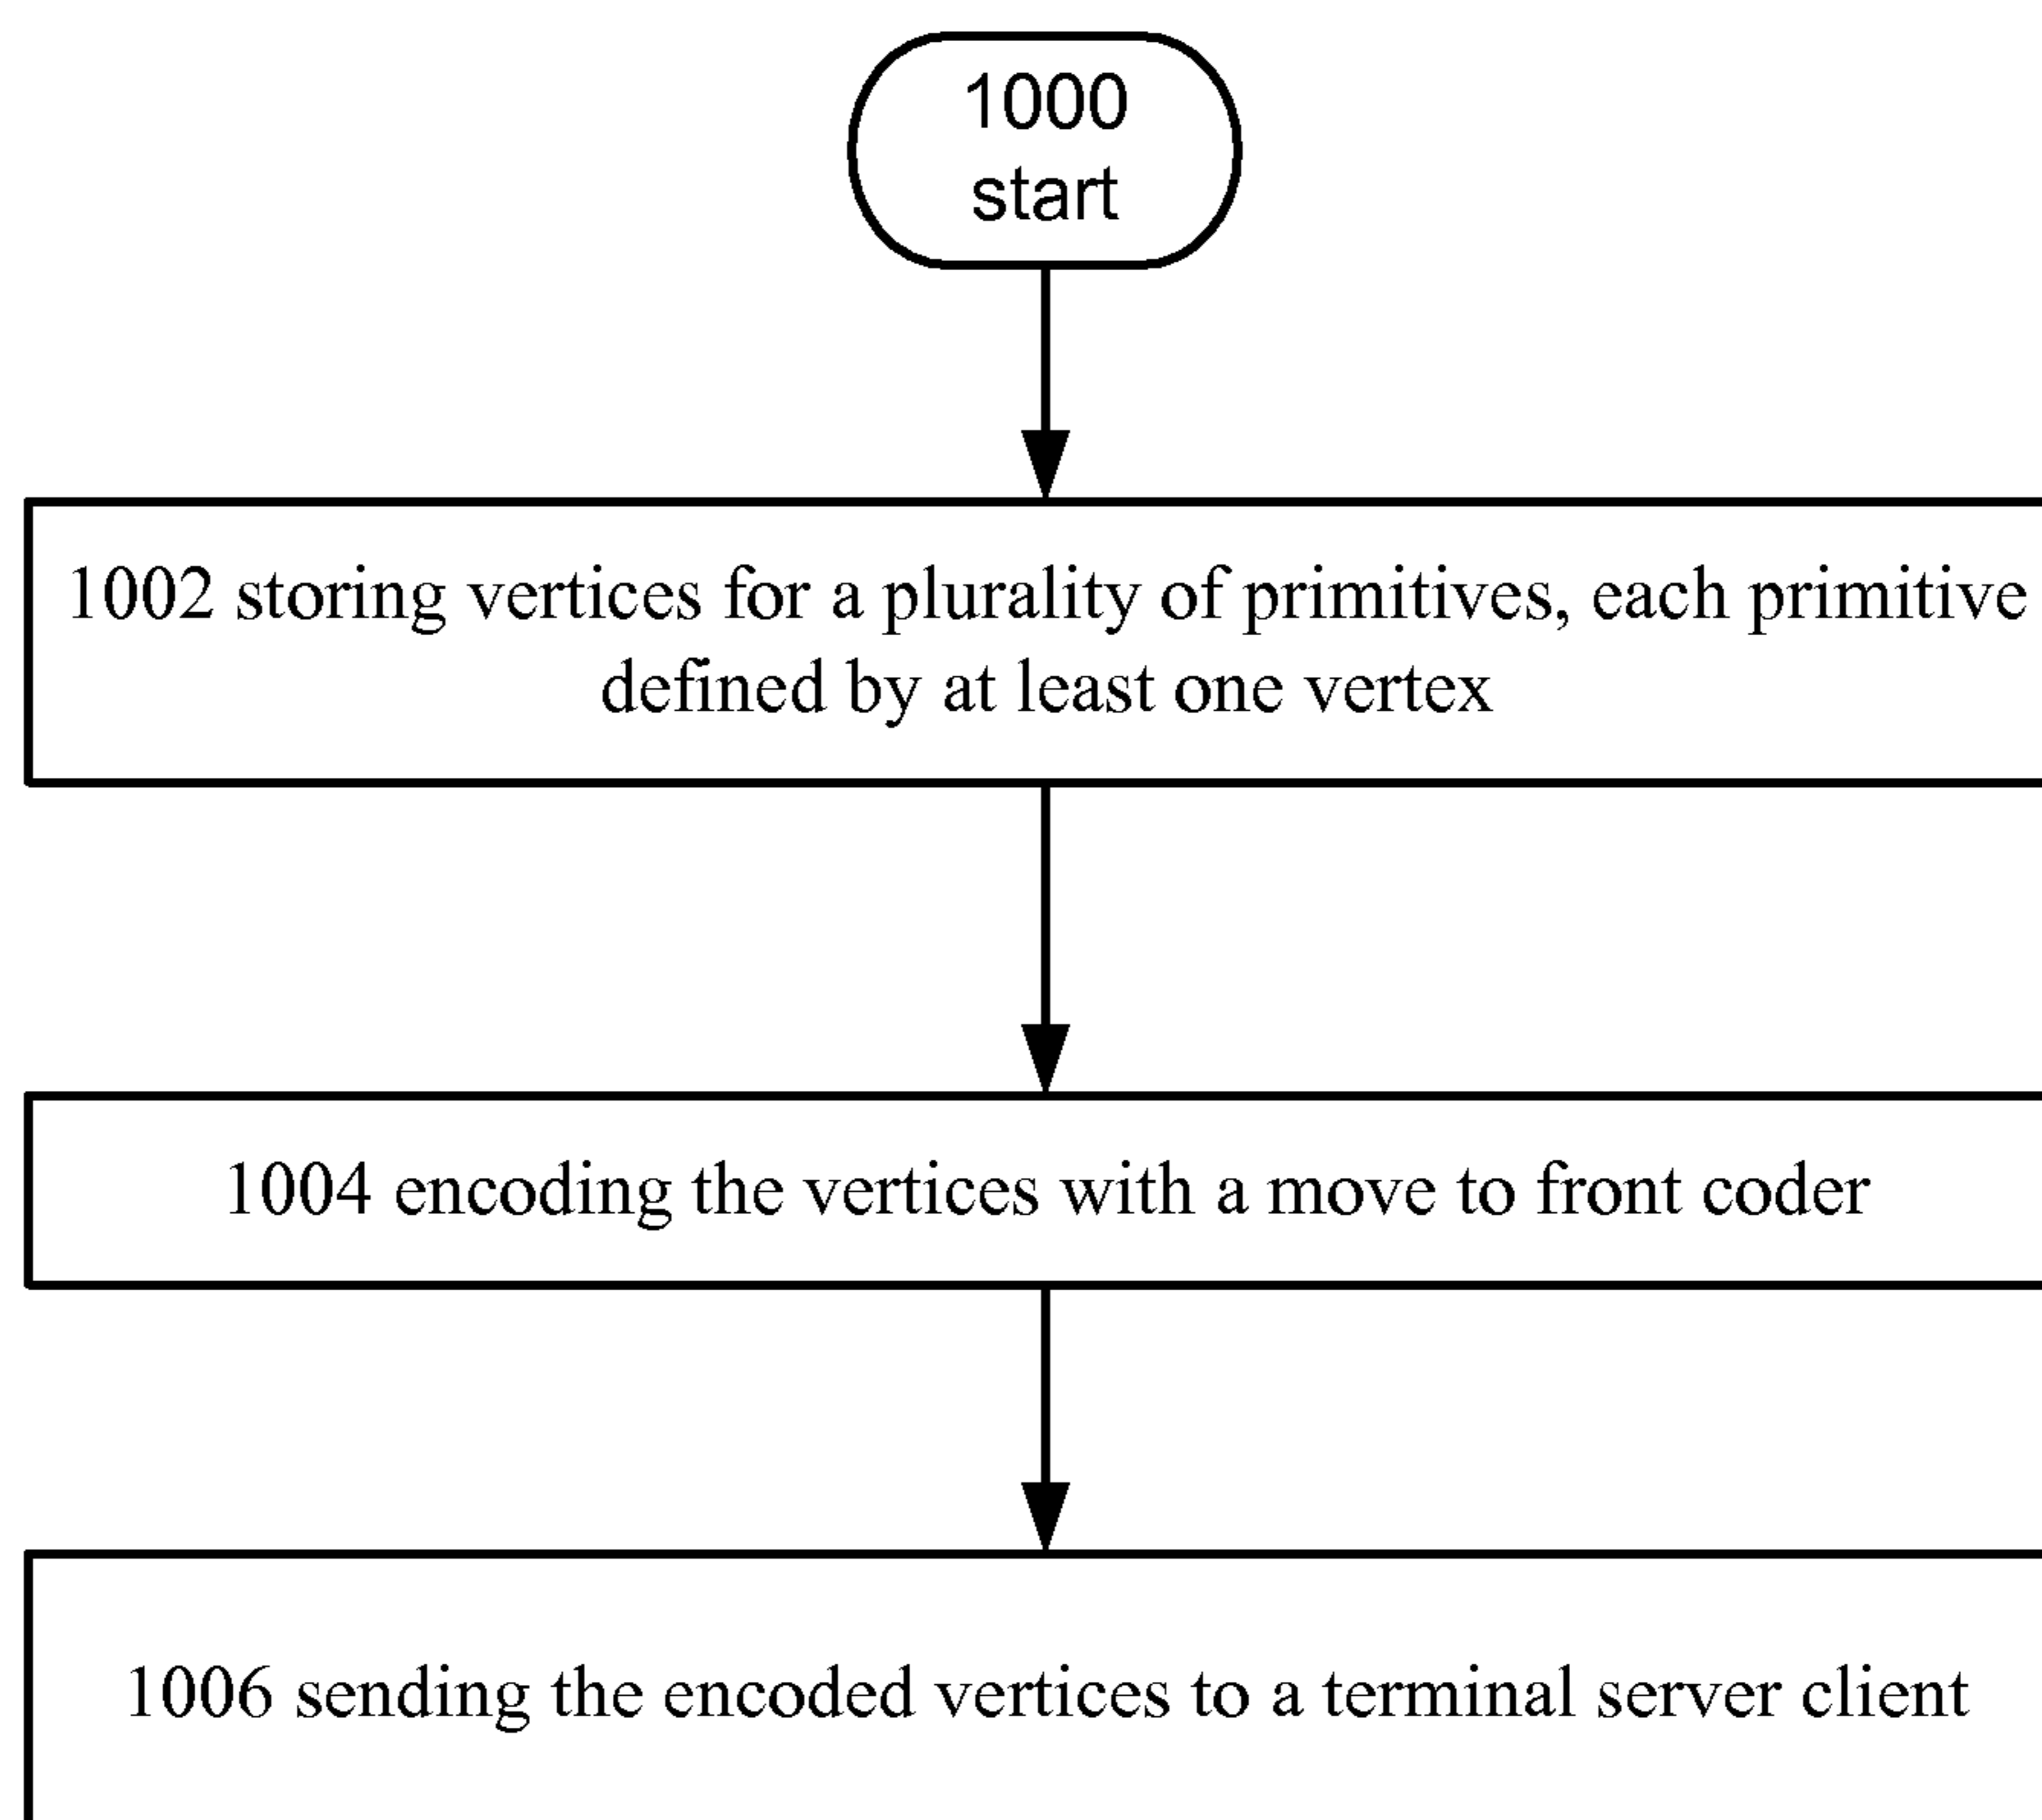 1000
start
1002 storing vertices for a plurality of primitives, each primitive
defined by at least one vertex
1004 encoding the vertices with a move to front coder
1006 sending the encoded vertices to a terminal server client